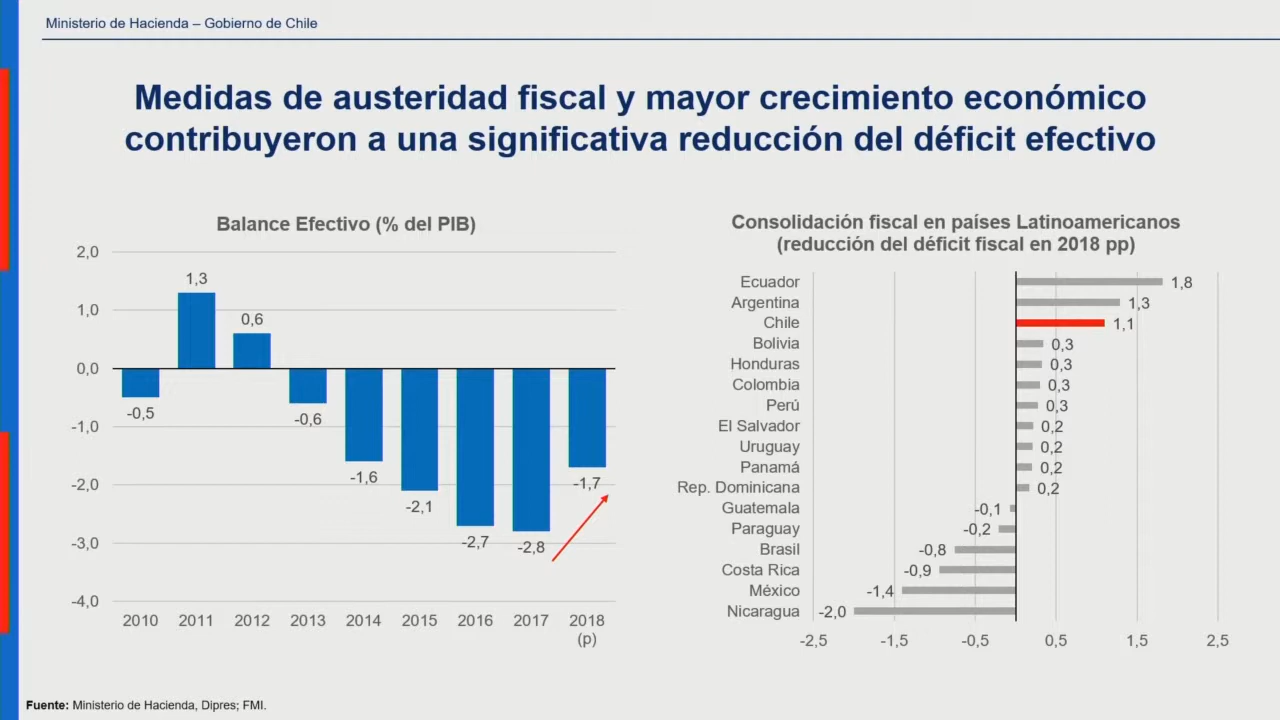 Ministerio de Hacienda – Gobierno de Chile
Medidas de austeridad fiscal y mayor crecimiento económico
contribuyeron a una significativa reducción del déficit efectivo
Balance Efectivo (% del PIB)
2,0
1,0
0,0
-1,0
-2,0
-3,0
-4,0
-0,5
1,3
0,6
-0,6
-1,6
-2,1
-2,7
-2,8
-1,7
2010 2011 2012 2013 2014 2015 2016 2017 2018
(p)
Consolidación fiscal en países Latinoamericanos
(reducción del déficit fiscal en 2018 pp)
Ecuador 1,8
Argentina 1,3
Chile 1,1
Bolivia 0,3
Honduras 0,3
Colombia 0,3
Perú 0,3
El Salvador 0,2
Uruguay 0,2
Panamá 0,2
Rep. Dominicana 0,2
Guatemala -0,1
Paraguay -0,2
Brasil -0,8
Costa Rica -0,9
México -1,4
Nicaragua -2,0
-2,5 -1,5 -0,5 0,5 1,5 2,5
Fuente: Ministerio de Hacienda, Dipres; FMI.